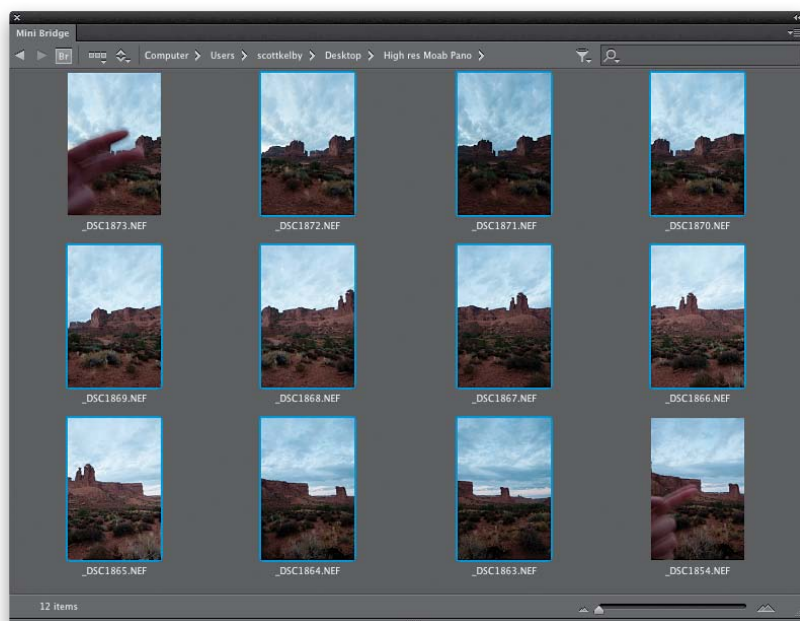 Mini Bridge
Br Computer Users scottkelby Desktop High res Moab Pano
_DSC1873.NEF _DSC1872.NEF _DSC1871.NEF _DSC1870.NEF
_DSC1869.NEF _DSC1868.NEF _DSC1867.NEF _DSC1866.NEF
_DSC1865.NEF _DSC1864.NEF _DSC1863.NEF _DSC1854.NEF
12 items